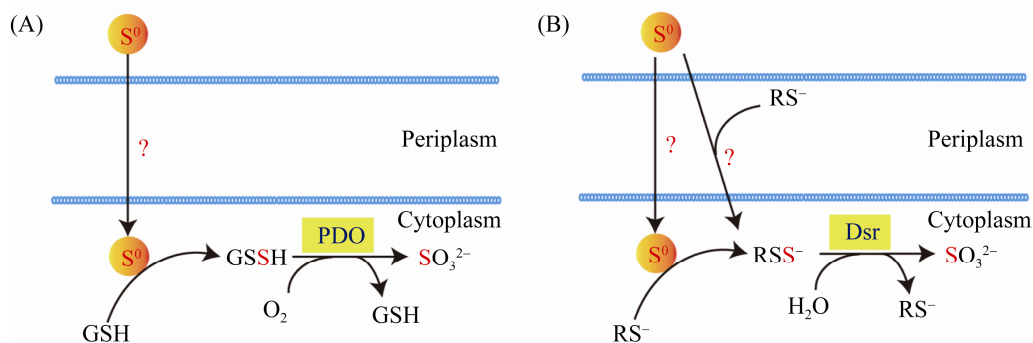 (A)
S⁰
?
Periplasm
Cytoplasm
S⁰
GSSH
PDO
SO₃²⁻
GSH
O₂
GSH
(B)
S⁰
RS⁻
?
?
Periplasm
Cytoplasm
S⁰
RSS⁻
Dsr
SO₃²⁻
RS⁻
H₂O
RS⁻